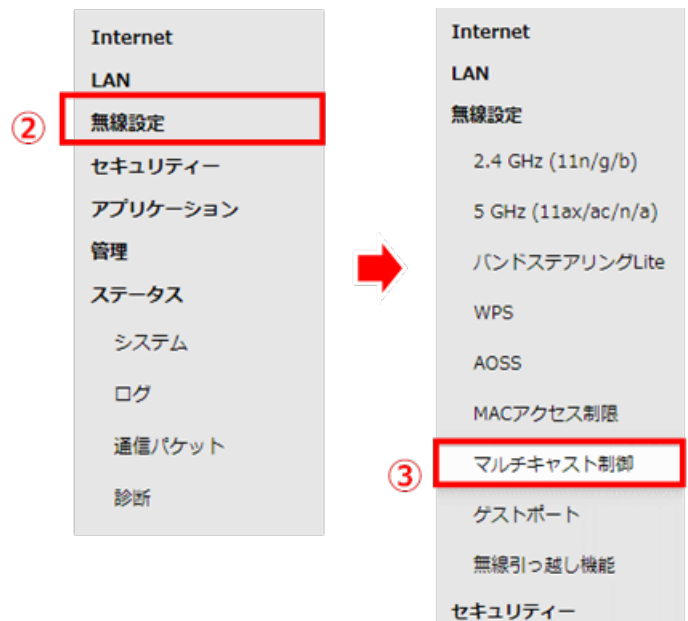 Internet
LAN
②
無線設定
セキュリティー
アプリケーション
管理
ステータス
システム
ログ
通信パケット
診断
Internet
LAN
無線設定
2.4 GHz (11n/g/b)
5 GHz (11ax/ac/n/a)
バンドステアリングLite
WPS
AOSS
MACアクセス制限
③
マルチキャスト制御
ゲストポート
無線引っ越し機能
セキュリティー